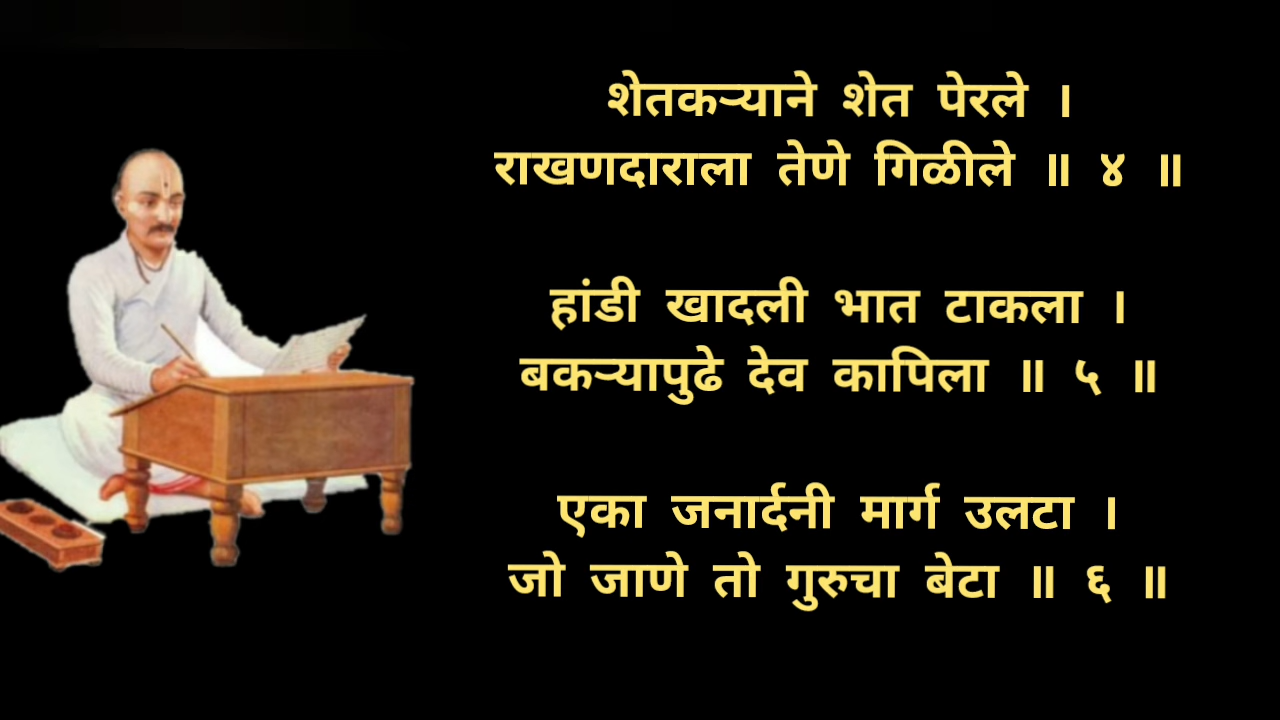 शेतकऱ्याने शेत पेरले ।
राखणदाराला तेणे गिळीले ॥ ४ ॥
हांडी खादली भात टाकला ।
बकऱ्यापुढे देव कापिला ॥ ५ ॥
एका जनार्दनी मार्ग उलटा ।
जो जाणे तो गुरुचा बेटा ॥ ६ ॥